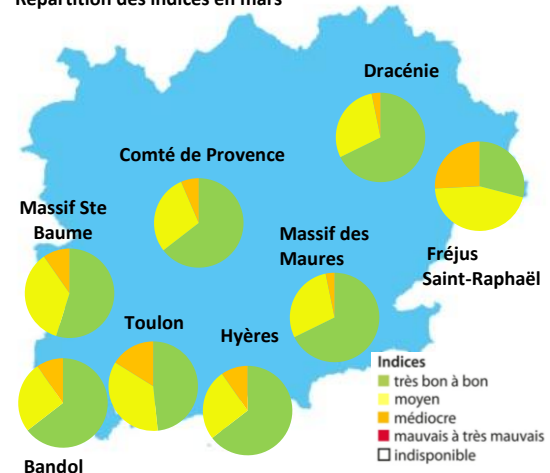 Répartition des indices en mars
Dracénie
Comté de Provence
Massif Ste
Baume
Massif des
Maures
Fréjus
Saint-Raphaël
Toulon
Hyères
Bandol
Indices
très bon à bon
moyen
médiocre
mauvais à très mauvais
indisponible